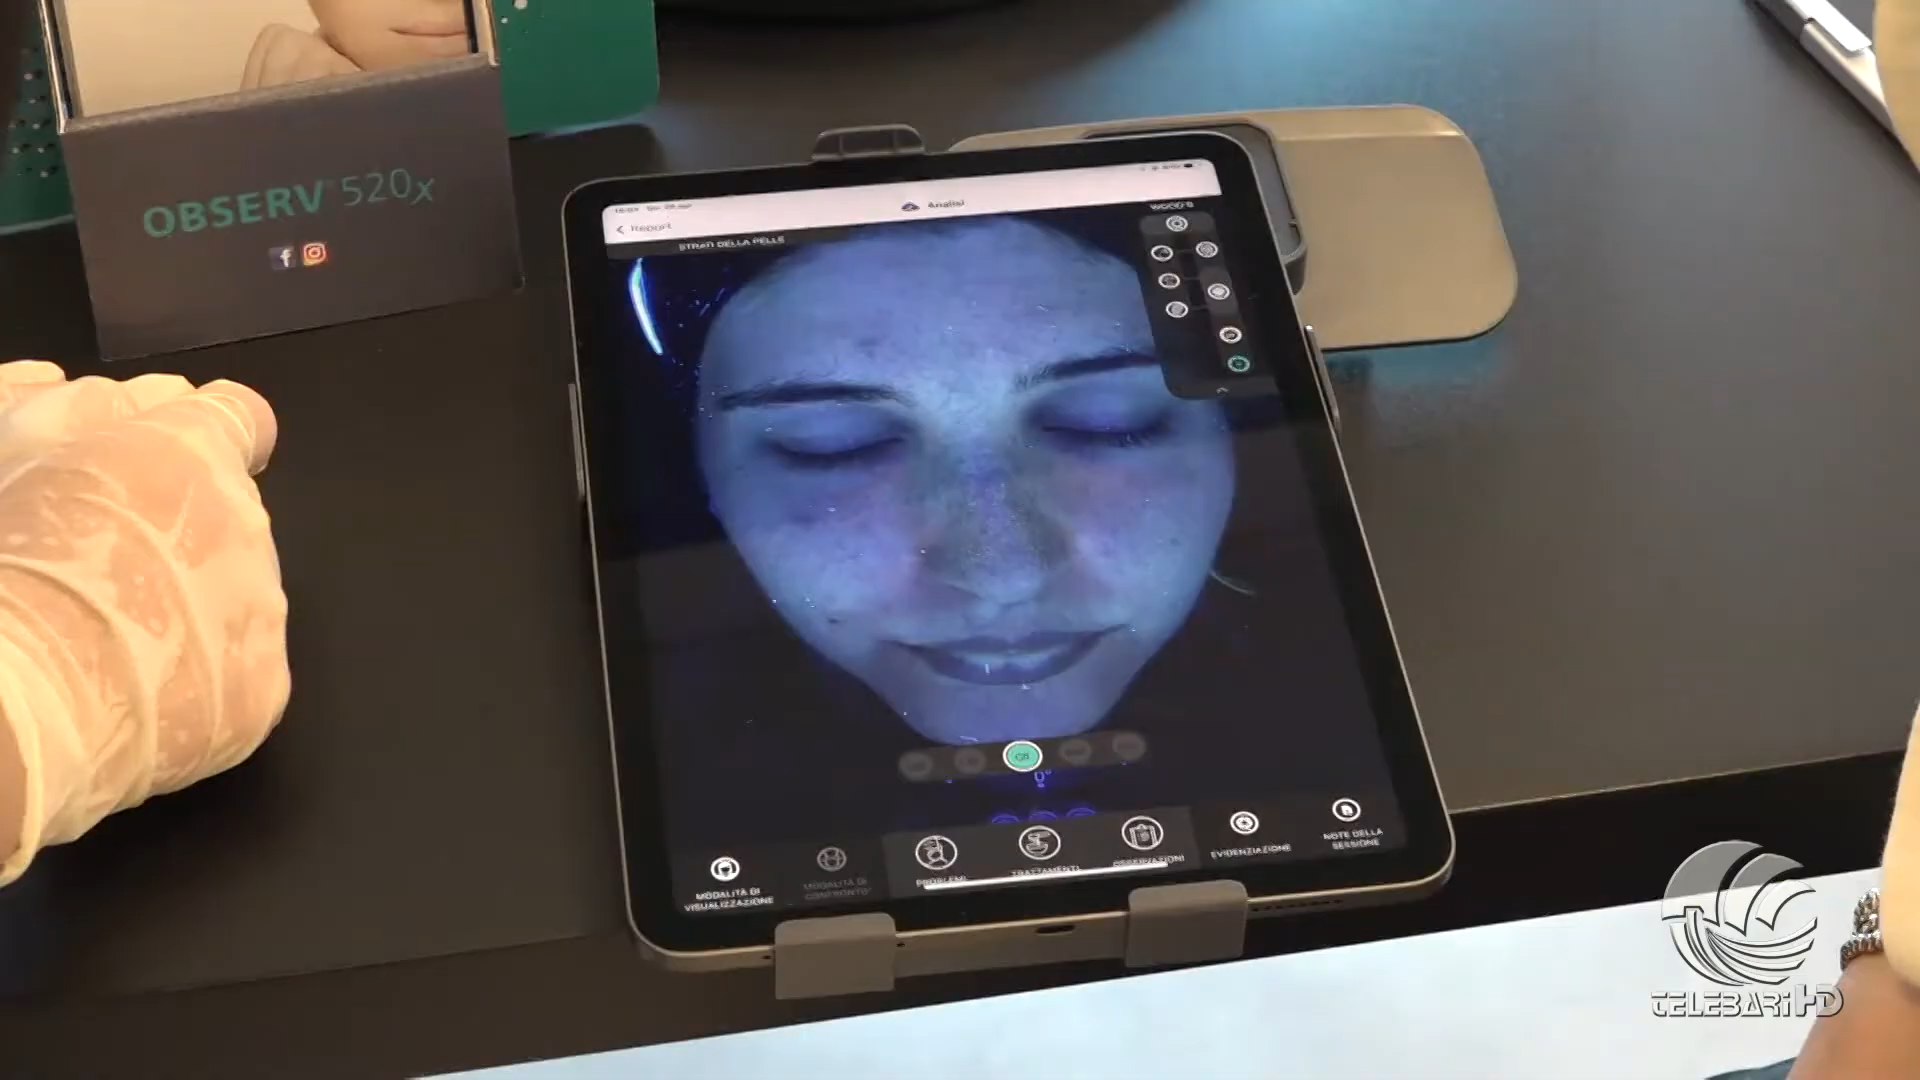 OBSERV 520x
Analisi
Report
WOOD'S
STRATI DELLA PELLE
0°
MODALITÀ DI
VISUALIZZAZIONE
MODALITÀ DI
CONFRONTO
PROBLEMI
TRATTAMENTI
OSSERVAZIONI
EVIDENZIAZIONE
NOTE DELLA
SESSIONE
TELEBARI HD